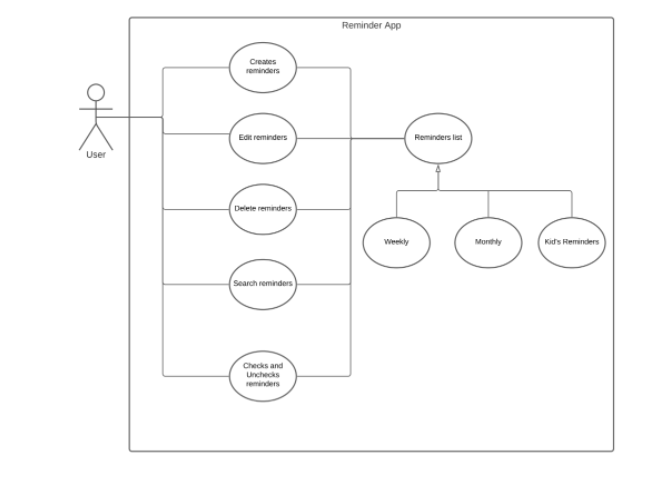 Reminder App
Creates
reminders
User
Edit reminders
Reminders list
Delete reminders
Weekly
Monthly
Kid's Reminders
Search reminders
Checks and
Unchecks
reminders